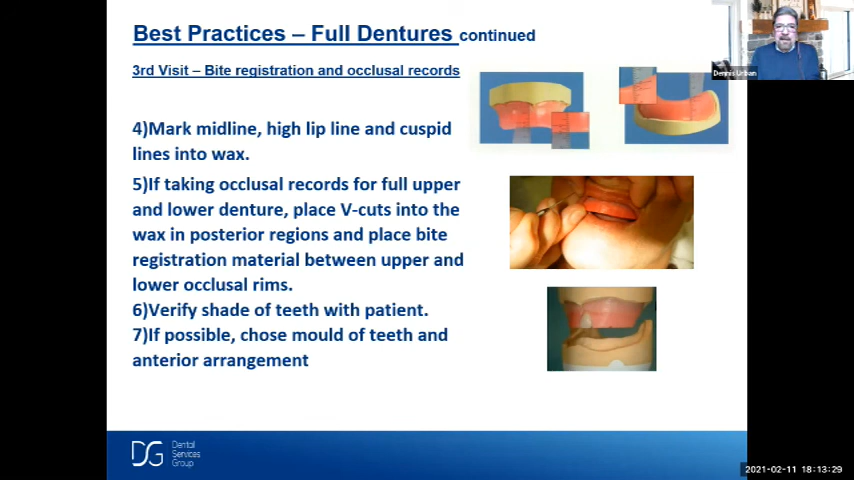 Best Practices – Full Dentures continued
3rd Visit – Bite registration and occlusal records
4)Mark midline, high lip line and cuspid
lines into wax.
5)If taking occlusal records for full upper
and lower denture, place V-cuts into the
wax in posterior regions and place bite
registration material between upper and
lower occlusal rims.
6)Verify shade of teeth with patient.
7)If possible, chose mould of teeth and
anterior arrangement
DG Dental
Services
Group
Dennis Urban
2021-02-11 18:13:29